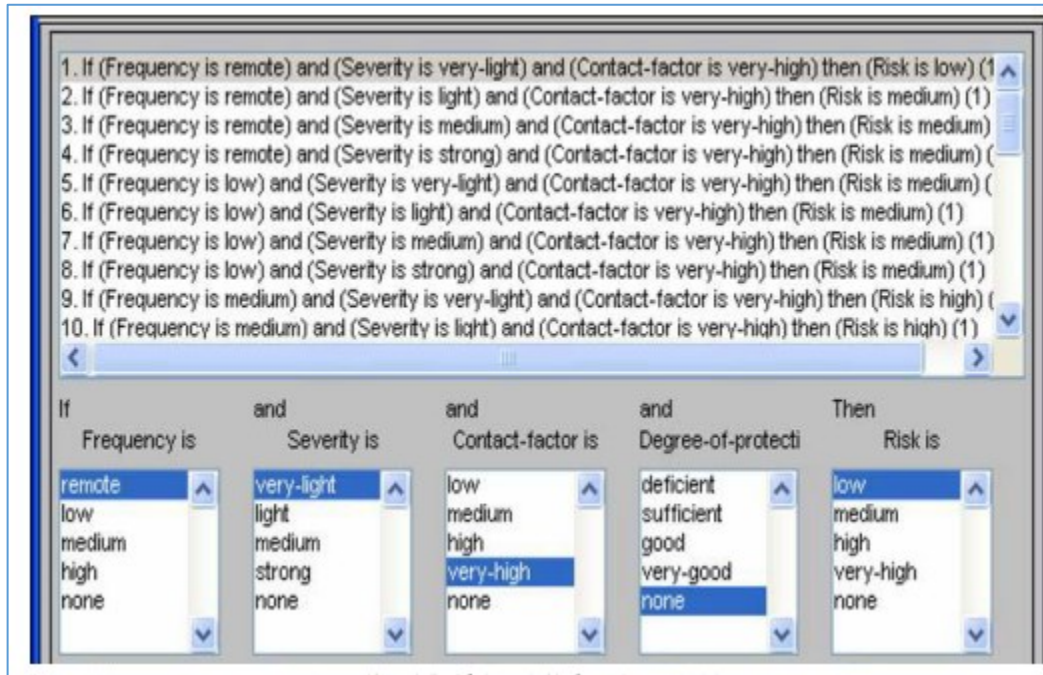 1. If (Frequency is remote) and (Severity is very-light) and (Contact-factor is very-high) then (Risk is low) (1
2. If (Frequency is remote) and (Severity is light) and (Contact-factor is very-high) then (Risk is medium) (1)
3. If (Frequency is remote) and (Severity is medium) and (Contact-factor is very-high) then (Risk is medium)
4. If (Frequency is remote) and (Severity is strong) and (Contact-factor is very-high) then (Risk is medium) (
5. If (Frequency is low) and (Severity is very-light) and (Contact-factor is very-high) then (Risk is medium) (
6. If (Frequency is low) and (Severity is light) and (Contact-factor is very-high) then (Risk is medium) (1)
7. If (Frequency is low) and (Severity is medium) and (Contact-factor is very-high) then (Risk is medium) (1)
8. If (Frequency is low) and (Severity is strong) and (Contact-factor is very-high) then (Risk is medium) (1)
9. If (Frequency is medium) and (Severity is very-light) and (Contact-factor is very-high) then (Risk is high) (
10. If (Frequency is medium) and (Severity is light) and (Contact-factor is very-high) then (Risk is high) (1)
If and and and Then
Frequency is Severity is Contact-factor is Degree-of-protecti Risk is
remote very-light low deficient low
low light medium sufficient medium
medium medium high good high
high strong very-high very-good very-high
none none none none none